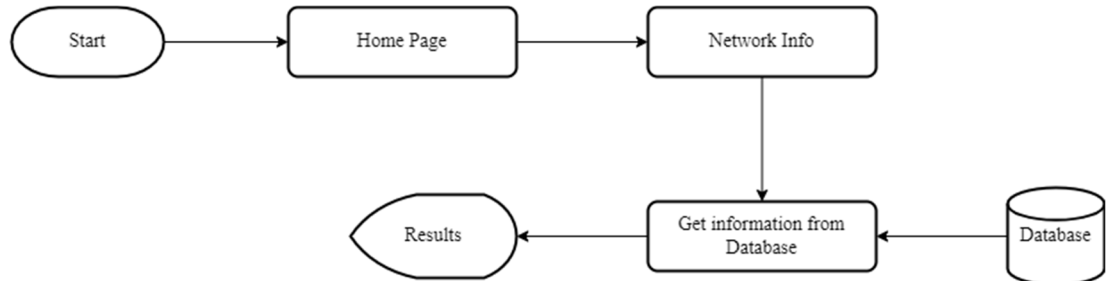 Start
Home Page
Network Info
Get information from
Database
Results
Database